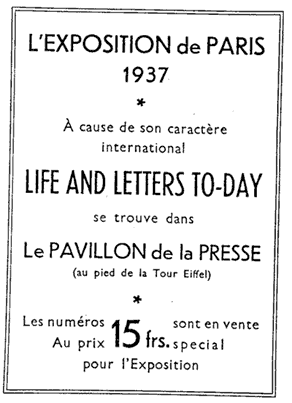 L'EXPOSITION de PARIS
1937
*
À cause de son caractère
international
LIFE AND LETTERS TO-DAY
se trouve dans
Le PAVILLON de la PRESSE
(au pied de la Tour Eiffel)
*
Les numéros 15 frs. sont en vente
Au prix special
pour l'Exposition